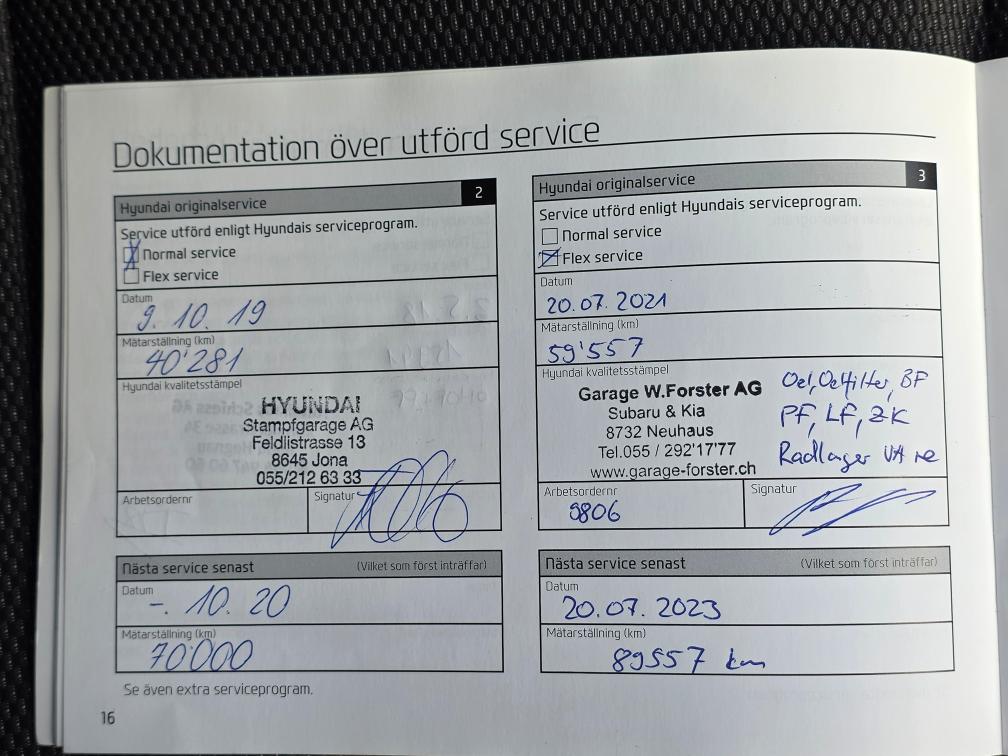 Dokumentation över utförd service
Hyundai originalservice 2
Service utförd enligt Hyundais serviceprogram.
Normal service
Flex service
Datum
9. 10. 19
Mätarställning (km)
40'281
Hyundai kvalitetsstämpel
HYUNDAI
Stampfgarage AG
Feldlistrasse 13
8645 Jona
055/212 63 33
Arbetsordernr
Signatur
Nästa service senast (Vilket som först inträffar)
Datum
-. 10. 20
Mätarställning (km)
70'000
Se även extra serviceprogram.
16
Hyundai originalservice 3
Service utförd enligt Hyundais serviceprogram.
Normal service
Flex service
Datum
20.07.2021
Mätarställning (km)
59'557
Hyundai kvalitetsstämpel
Garage W.Forster AG
Subaru & Kia
8732 Neuhaus
Tel.055 / 292'17'77
www.garage-forster.ch
Oel, Oelfilter, BF
PF, LF, ZK
Radlager VA re
Arbetsordernr
9806
Signatur
Nästa service senast (Vilket som först inträffar)
Datum
20.07.2023
Mätarställning (km)
89557 km